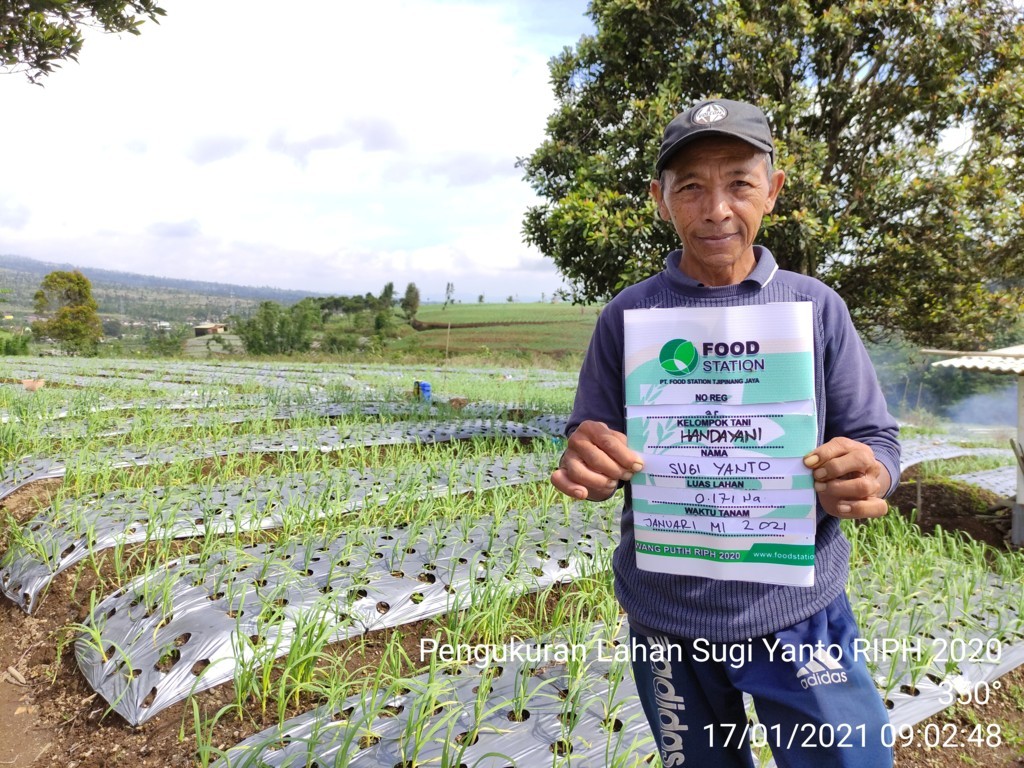 FOOD
STATION
PT. FOOD STATION TJIPINANG JAYA
NO REG
KELOMPOK TANI
HANDAYANI
NAMA
SUGI YANTO
LUAS LAHAN
0.171 Ha
WAKTU TANAM
JANUARI M1 2021
WANG PUTIH RIPH 2020 www.foodstation
adidas
adidas
Pengukuran Lahan Sugi Yanto RIPH 2020
350°
17/01/2021 09:02:48